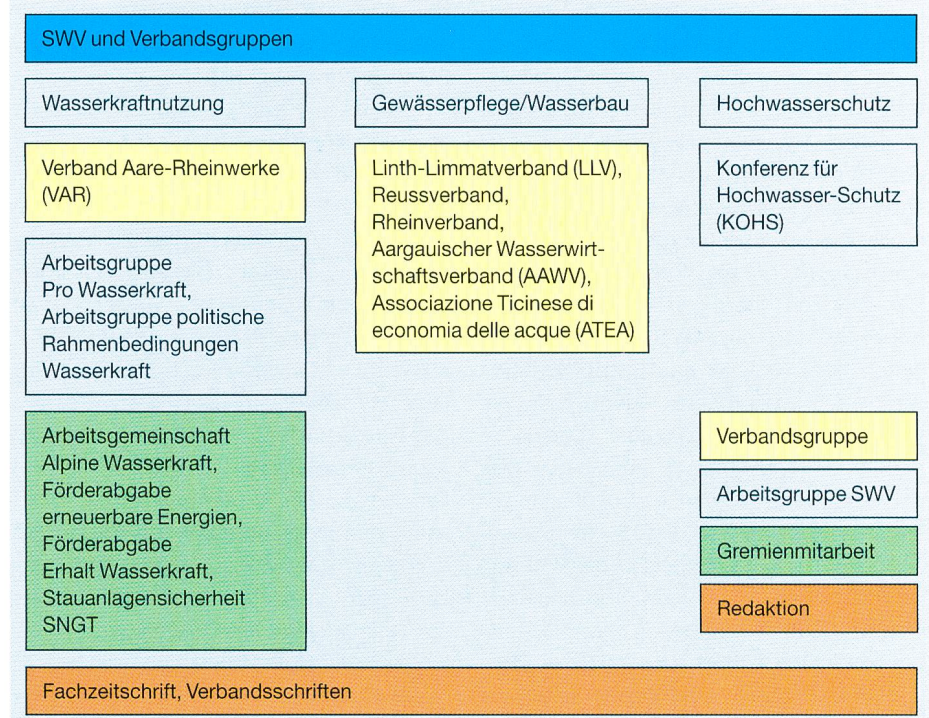 SWV und Verbandsgruppen
Wasserkraftnutzung
Verband Aare-Rheinwerke
(VAR)
Arbeitsgruppe
Pro Wasserkraft,
Arbeitsgruppe politische
Rahmenbedingungen
Wasserkraft
Arbeitsgemeinschaft
Alpine Wasserkraft,
Förderabgabe
erneuerbare Energien,
Förderabgabe
Erhalt Wasserkraft,
Stauanlagensicherheit
SNGT
Gewässerpflege/Wasserbau
Linth-Limmatverband (LLV),
Reussverband,
Rheinverband,
Aargauischer Wasserwirt-
schaftsverband (AAWV),
Associazione Ticinese di
economia delle acque (ATEA)
Hochwasserschutz
Konferenz für
Hochwasser-Schutz
(KOHS)
Verbandsgruppe
Arbeitsgruppe SWV
Gremienmitarbeit
Redaktion
Fachzeitschrift, Verbandsschriften